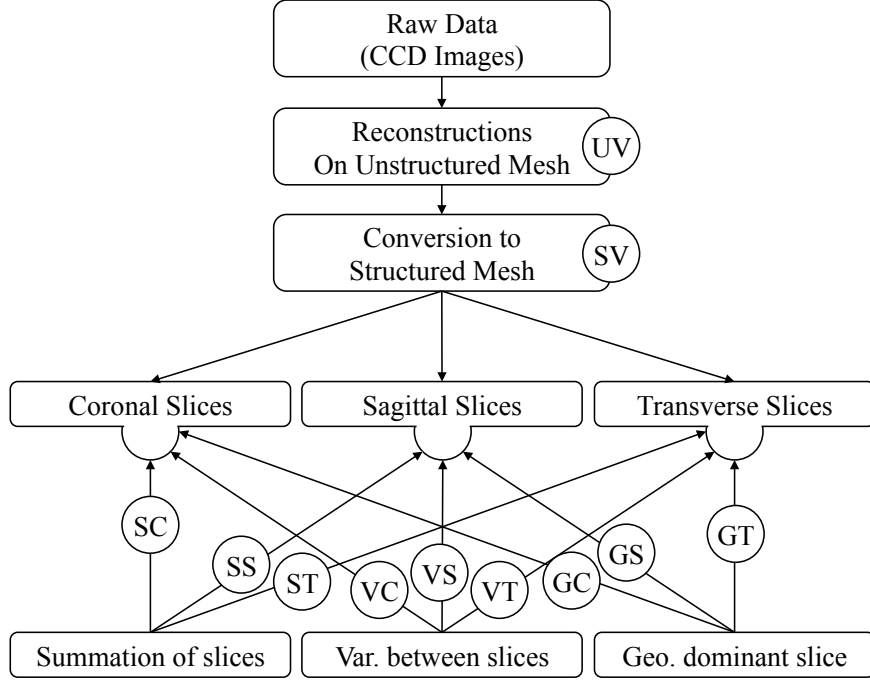 Raw Data
(CCD Images)
Reconstructions
On Unstructured Mesh
UV
Conversion to
Structured Mesh
SV
Coronal Slices
Sagittal Slices
Transverse Slices
SC
SS
ST
VC
VS
VT
GC
GS
GT
Summation of slices
Var. between slices
Geo. dominant slice